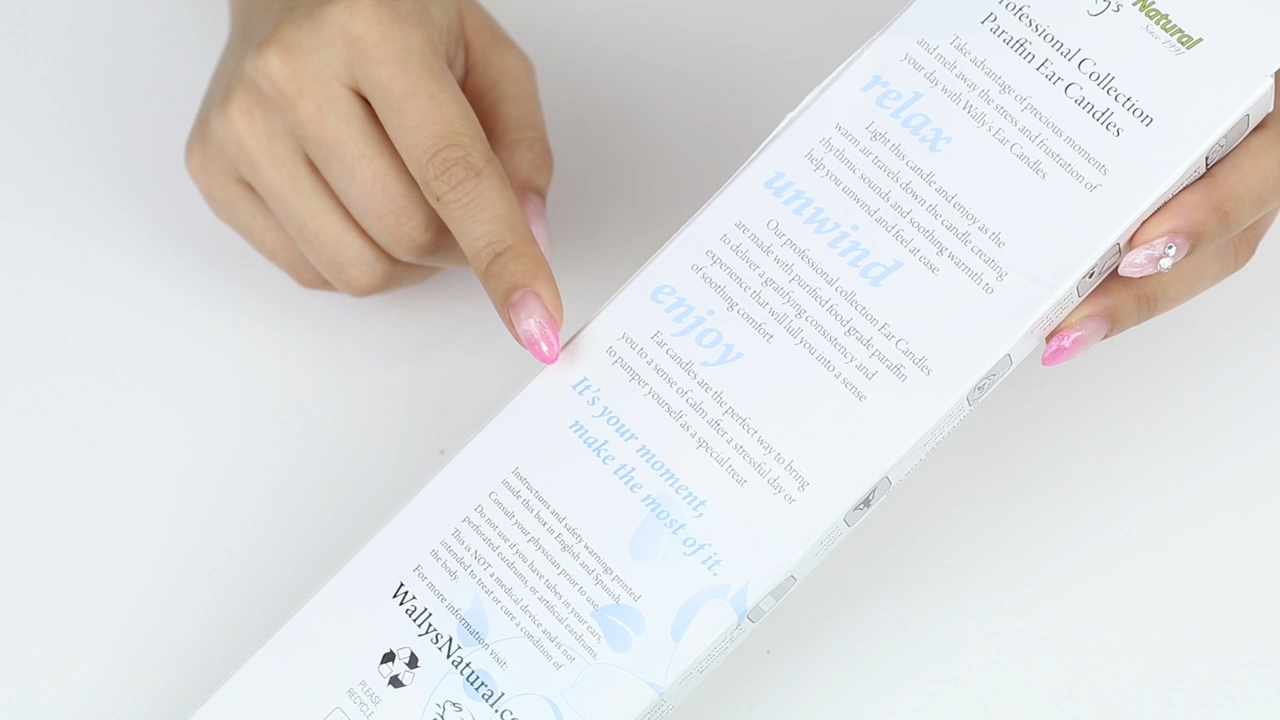 Natural
Since 1991
Professional Collection
Paraffin Ear Candles
Take advantage of precious moments
and melt away the stress and frustration of
your day with Wally's Ear Candles.
relax
Light this candle and enjoy as the
warm air travels down the candle creating
rhythmic sounds and soothing warmth to
help you unwind and feel at ease.
unwind
Our professional collection Ear Candles
are made with purified food grade paraffin
to deliver a gratifying consistency and
experience that will lull you into a sense
of soothing comfort.
enjoy
Ear candles are the perfect way to bring
you to a sense of calm after a stressful day or
to pamper yourself as a special treat.
It's your moment,
make the most of it.
Instructions and safety warnings printed
inside this box in English and Spanish.
Consult your physician prior to use.
Do not use if you have tubes in your ears,
perforated eardrums, or artificial eardrums.
This is NOT a medical device and is not
intended to treat or cure a condition of
the body.
For more information visit:
WallysNatural.co
PLEASE
RECYCLE